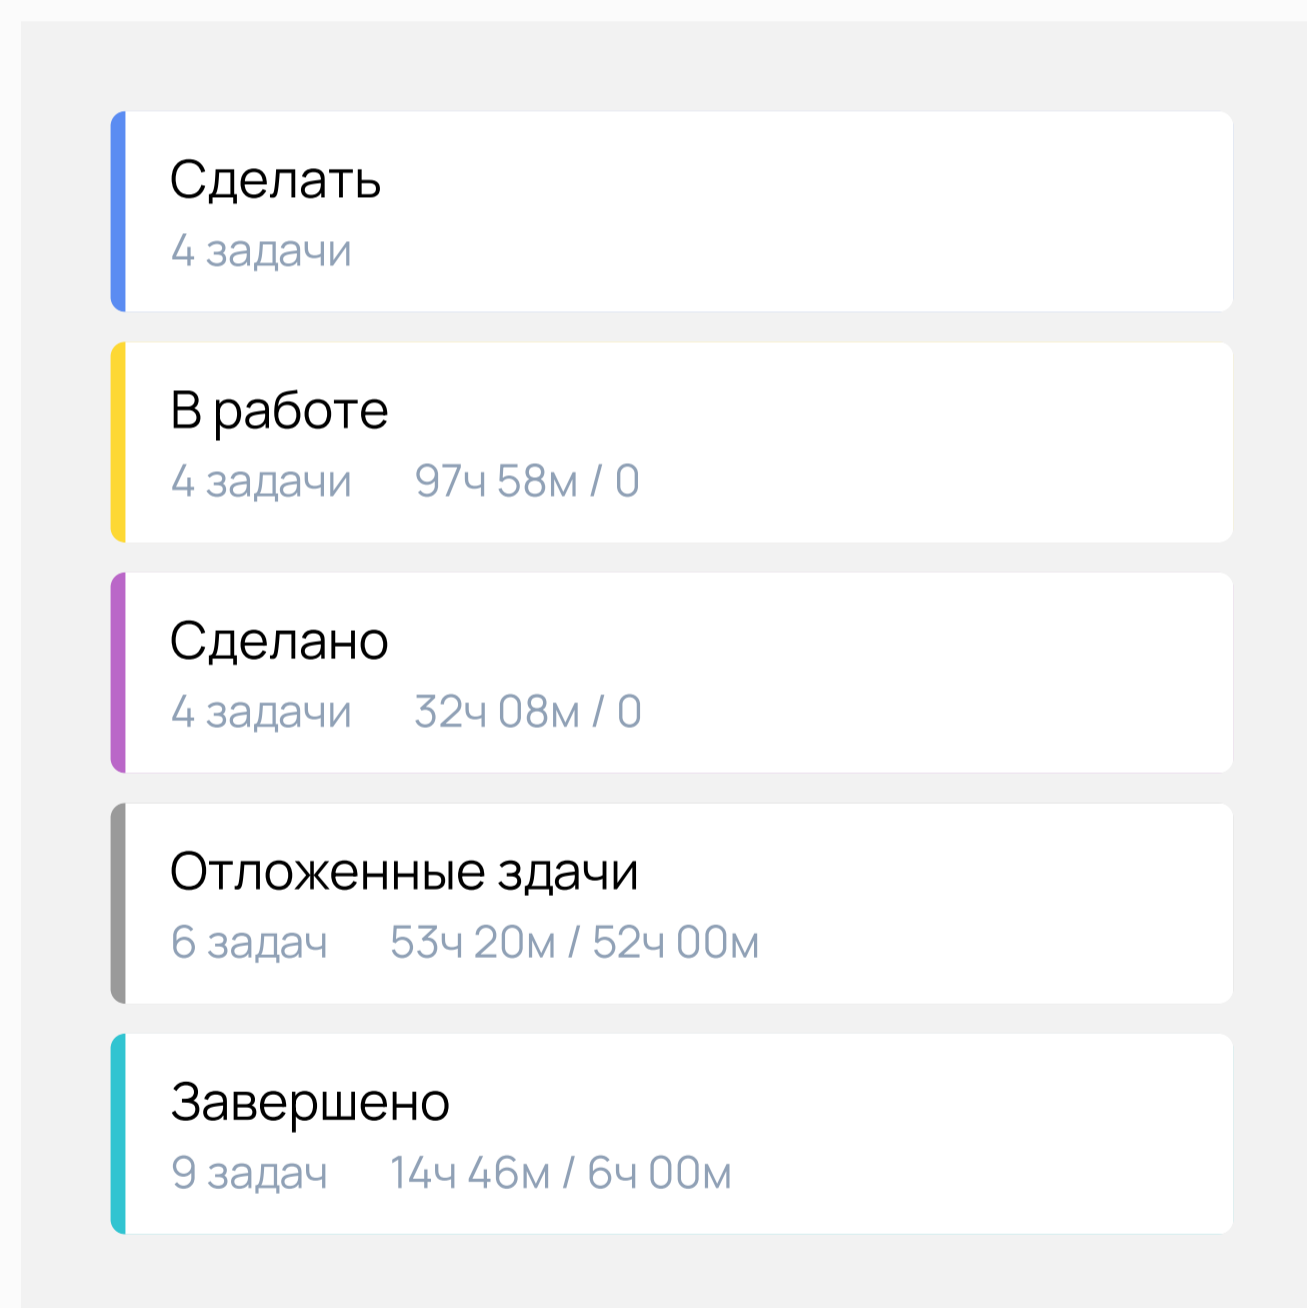 Сделать
4 задачи
В работе
4 задачи 97ч 58м / 0
Сделано
4 задачи 32ч 08м / 0
Отложенные здачи
6 задач 53ч 20м / 52ч 00м
Завершено
9 задач 14ч 46м / 6ч 00м